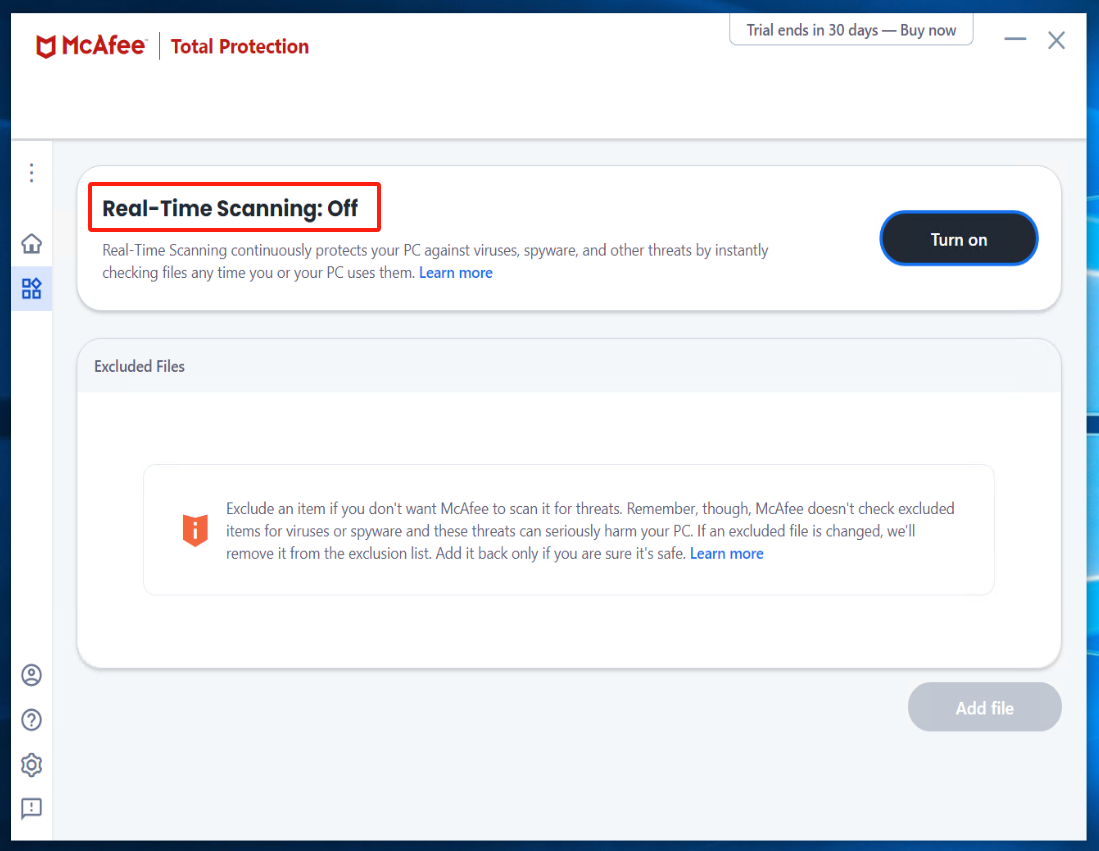 McAfee™ | Total Protection
Trial ends in 30 days — Buy now
Real-Time Scanning: Off
Real-Time Scanning continuously protects your PC against viruses, spyware, and other threats by instantly
checking files any time you or your PC uses them. Learn more
Turn on
Excluded Files
Exclude an item if you don't want McAfee to scan it for threats. Remember, though, McAfee doesn't check excluded
items for viruses or spyware and these threats can seriously harm your PC. If an excluded file is changed, we'll
remove it from the exclusion list. Add it back only if you are sure it's safe. Learn more
Add file